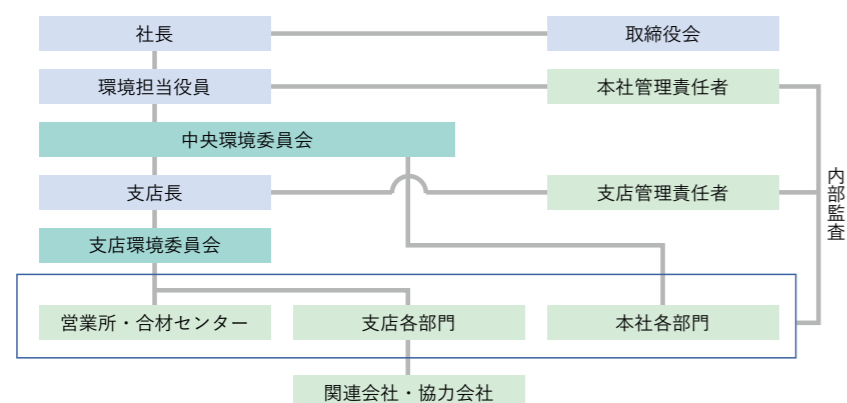 社長
取締役会
環境担当役員
本社管理責任者
中央環境委員会
支店長
支店管理責任者
内部監査
支店環境委員会
営業所・合材センター
支店各部門
本社各部門
関連会社・協力会社